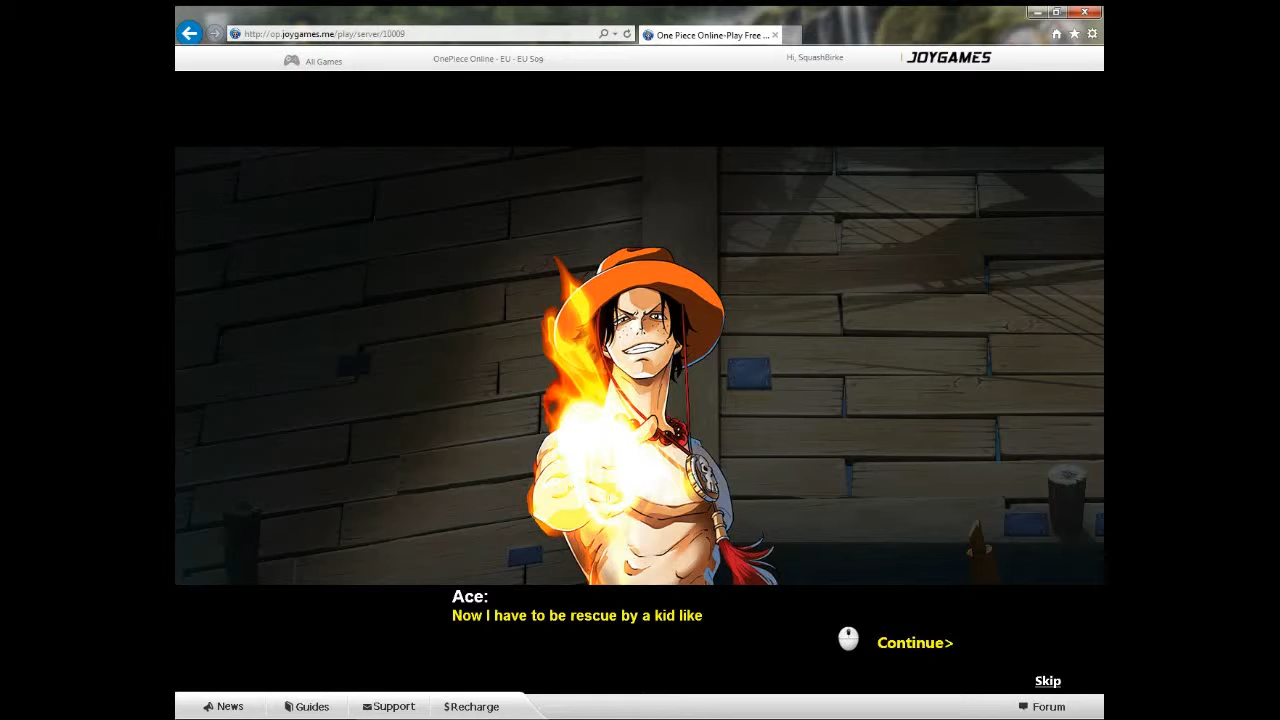 http://op.joygames.me/play/server/10009
One Piece Online-Play Free ...
All Games
OnePiece Online - EU - EU S09
Hi, SquashBirke
JOYGAMES
Ace:
Now I have to be rescue by a kid like
Continue>
Skip
News
Guides
Support
$Recharge
Forum